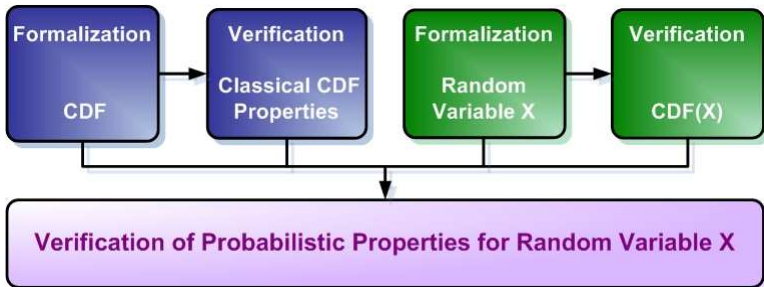 Formalization
CDF
Verification
Classical CDF
Properties
Formalization
Random
Variable X
Verification
CDF(X)
Verification of Probabilistic Properties for Random Variable X